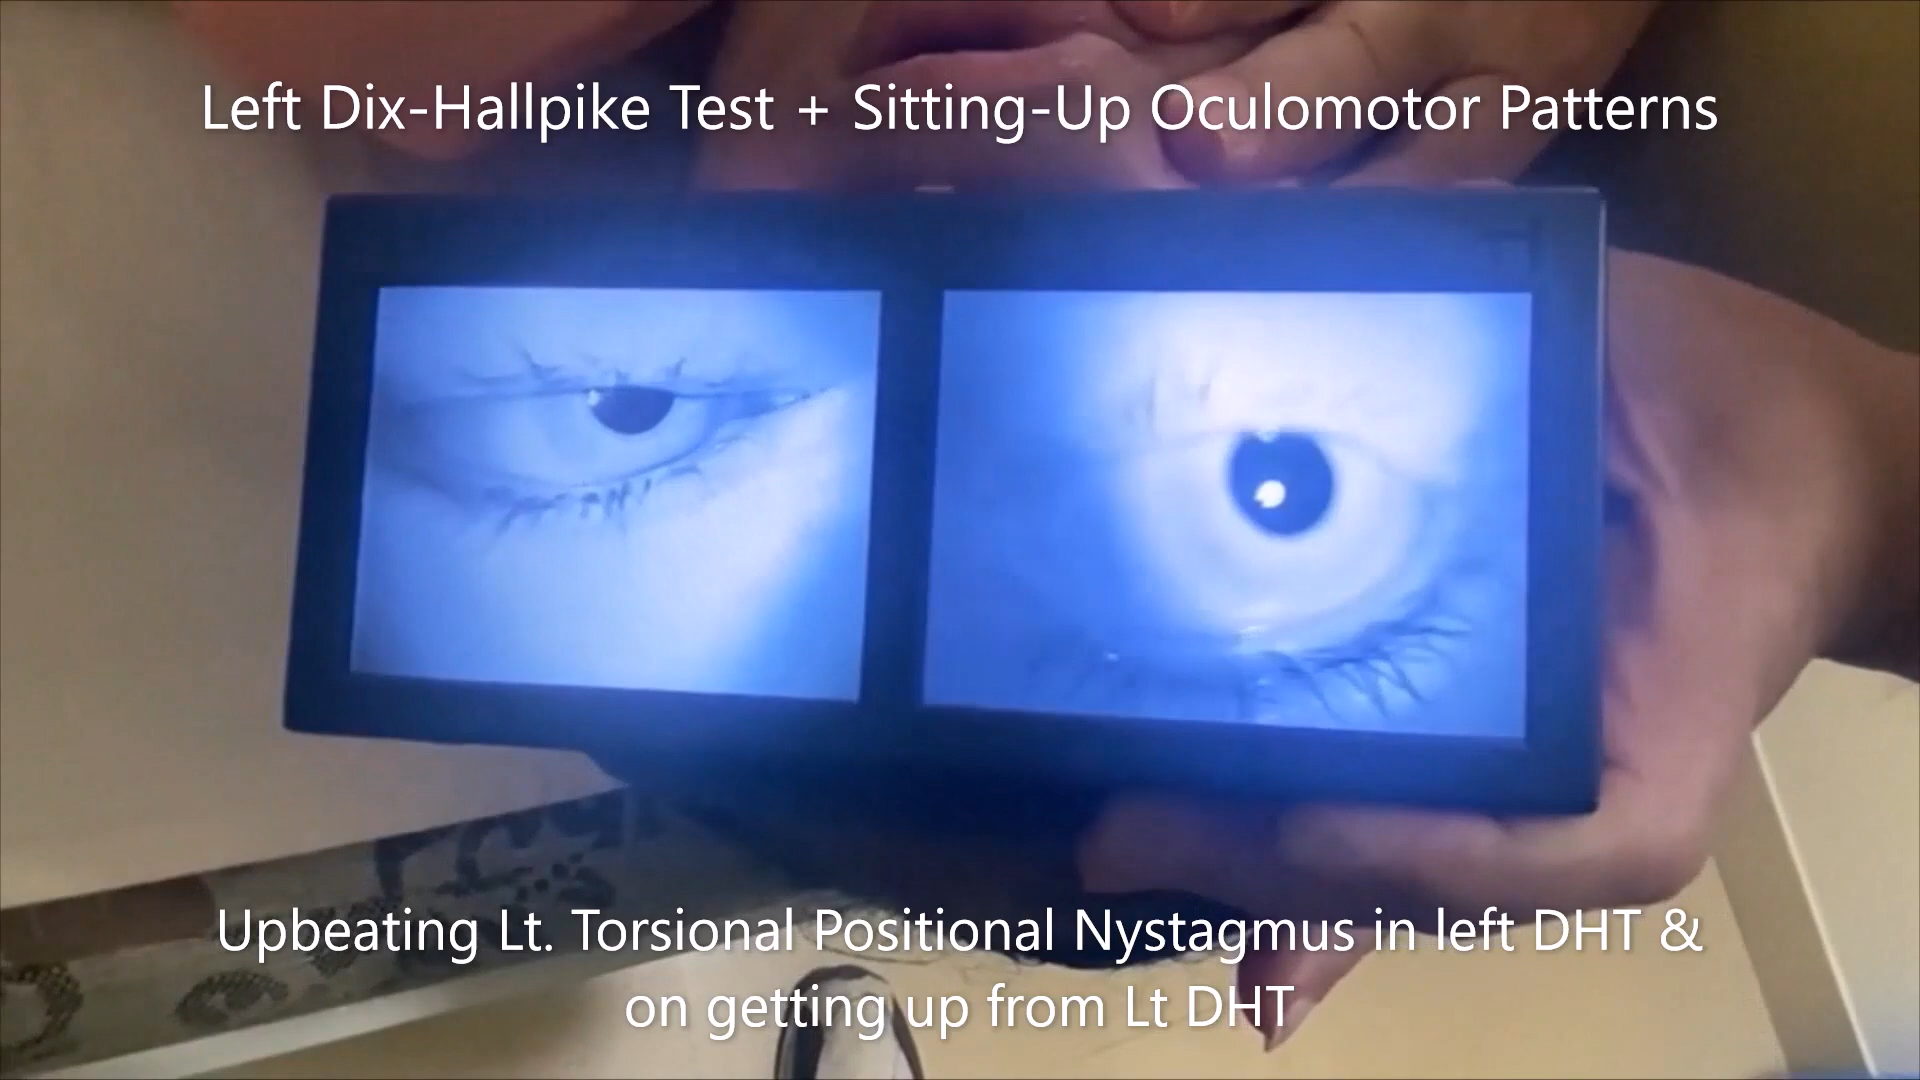 Left Dix-Hallpike Test + Sitting-Up Oculomotor Patterns
Upbeating Lt. Torsional Positional Nystagmus in left DHT &
on getting up from Lt DHT